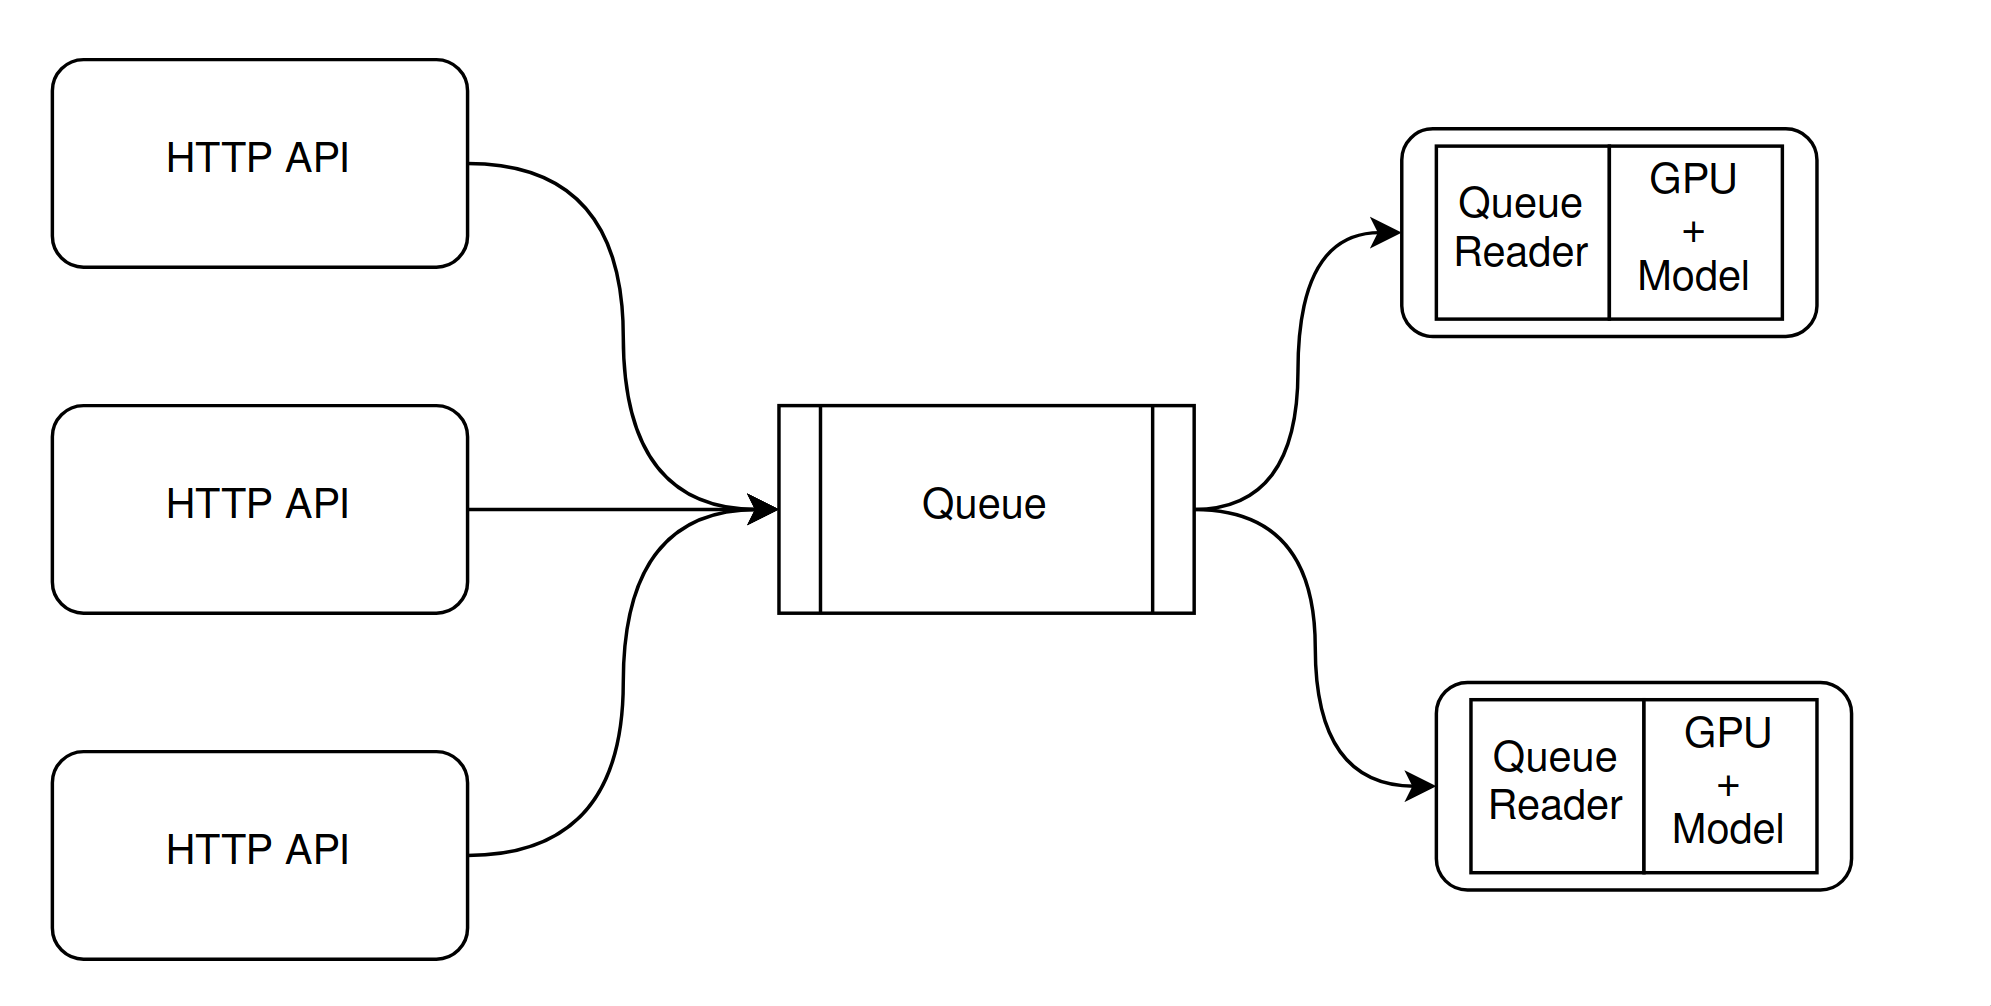 HTTP API
HTTP API
HTTP API
Queue
Queue
Reader
GPU
+
Model
Queue
Reader
GPU
+
Model